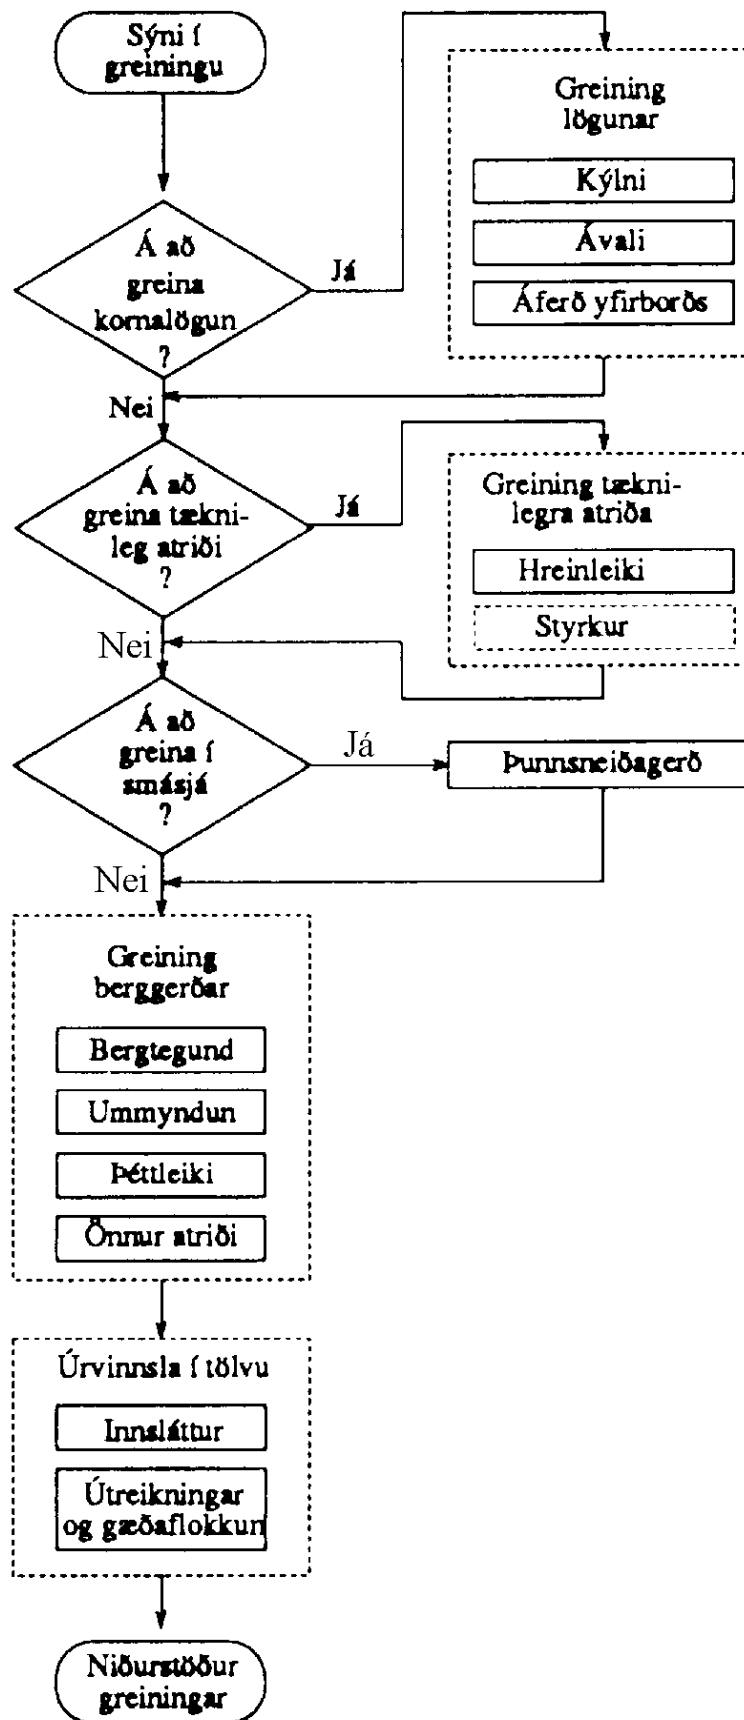 Sýni í
greiningu
Greining
lögunar
Kýlni
Ávali
Áferð yfirborðs
Á að
greina
kornalögun
?
Já
Nei
Á að
greina tækni-
leg atriði
?
Já
Greining tækni-
legra atriða
Hreinleiki
Styrkur
Nei
Á að
greina í
smásjá
?
Já
Þunnsneiðagerð
Nei
Greining
berggerðar
Bergtegund
Ummyndun
Þéttleiki
Önnur atriði
Úrvinnsla í tölvu
Innsláttur
Útreikningar
og gæðaflokkun
Niðurstöður
greiningar